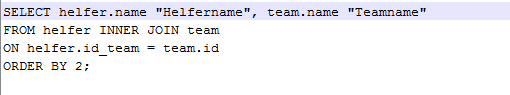 SELECT helfer.name "Helfername", team.name "Teamname"
FROM helfer INNER JOIN team
ON helfer.id_team = team.id
ORDER BY 2;